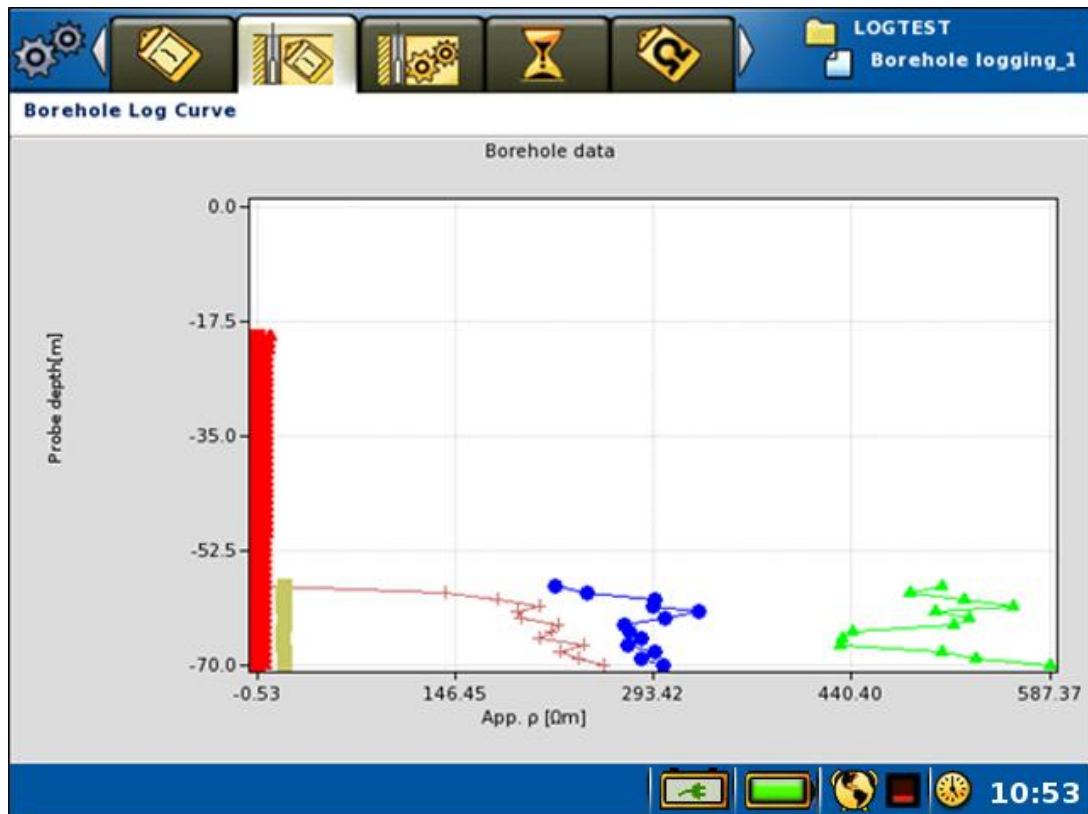 LOGTEST
Borehole logging_1
Borehole Log Curve
Borehole data
0.0
-17.5
-35.0
-52.5
-70.0
Probe depth[m]
-0.53 146.45 293.42 440.40 587.37
App. ρ [Ωm]
10:53